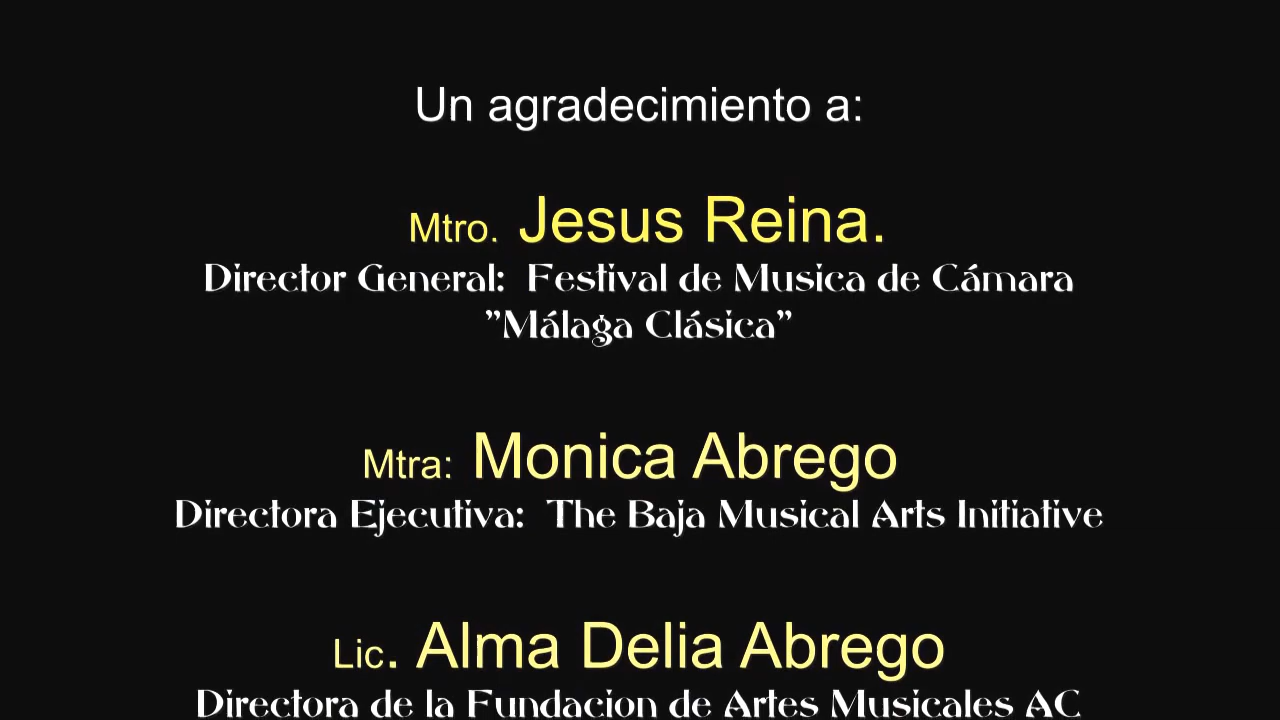 Un agradecimiento a:
Mtro. Jesus Reina.
Director General: Festival de Musica de Cámara
"Málaga Clásica"
Mtra: Monica Abrego
Directora Ejecutiva: The Baja Musical Arts Initiative
Lic. Alma Delia Abrego
Directora de la Fundacion de Artes Musicales AC